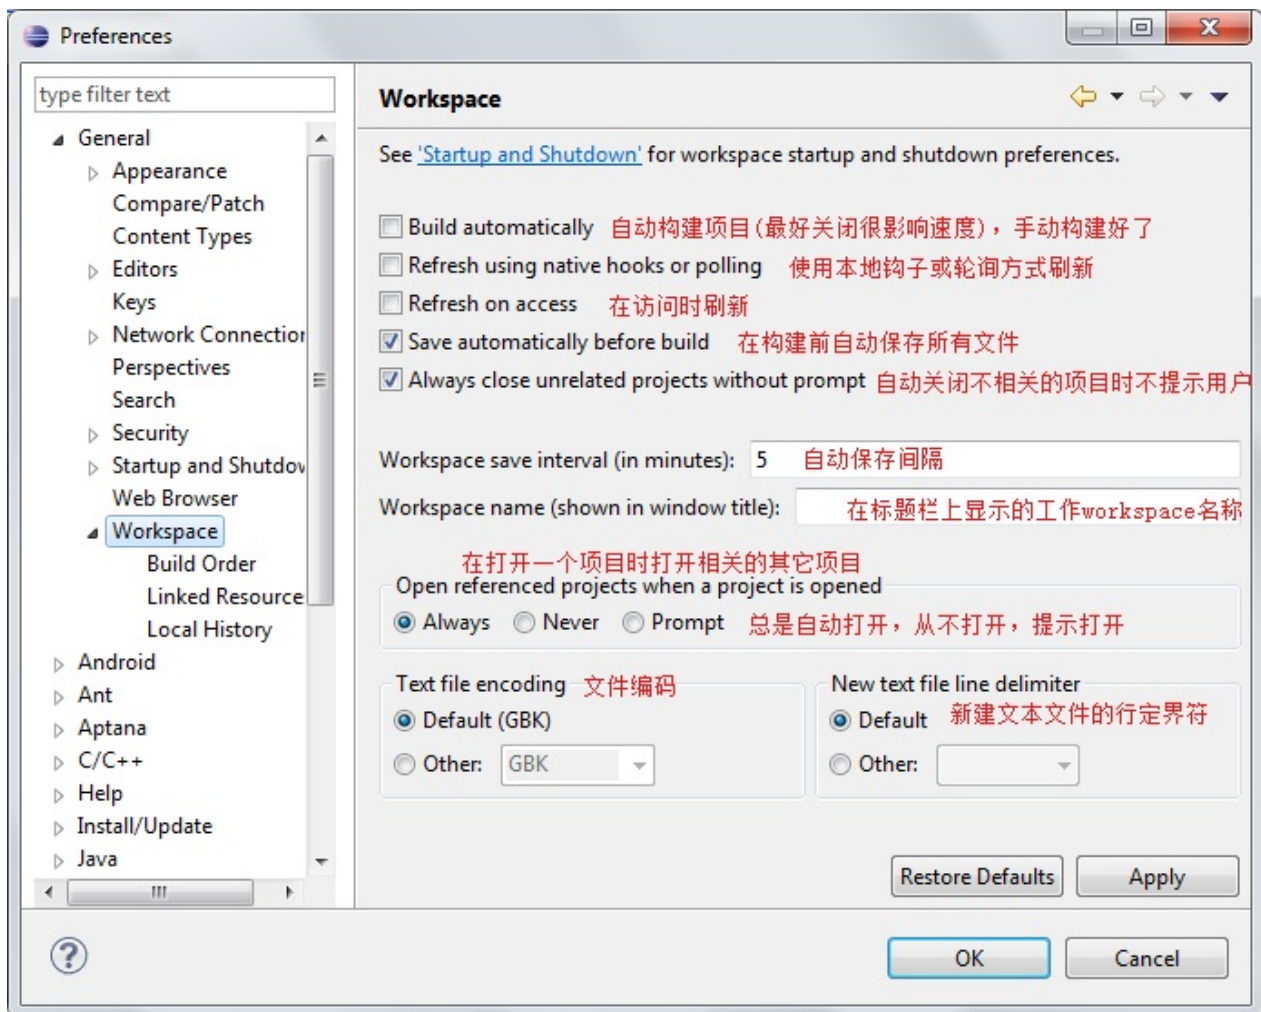 Preferences
type filter text
General
Appearance
Compare/Patch
Content Types
Editors
Keys
Network Connection
Perspectives
Search
Security
Startup and Shutdow
Web Browser
Workspace
Build Order
Linked Resource
Local History
Android
Ant
Aptana
C/C++
Help
Install/Update
Java
Workspace
See 'Startup and Shutdown' for workspace startup and shutdown preferences.
Build automatically 自动构建项目(最好关闭很影响速度)，手动构建好了
Refresh using native hooks or polling 使用本地钩子或轮询方式刷新
Refresh on access 在访问时刷新
Save automatically before build 在构建前自动保存所有文件
Always close unrelated projects without prompt 自动关闭不相关的项目时不提示用户
Workspace save interval (in minutes): 5 自动保存间隔
Workspace name (shown in window title): 在标题栏上显示的工作workspace名称
在打开一个项目时打开相关的其它项目
Open referenced projects when a project is opened
Always Never Prompt 总是自动打开，从不打开，提示打开
Text file encoding 文件编码
Default (GBK)
Other: GBK
New text file line delimiter
Default 新建文本文件的行定界符
Other:
Restore Defaults Apply
OK Cancel